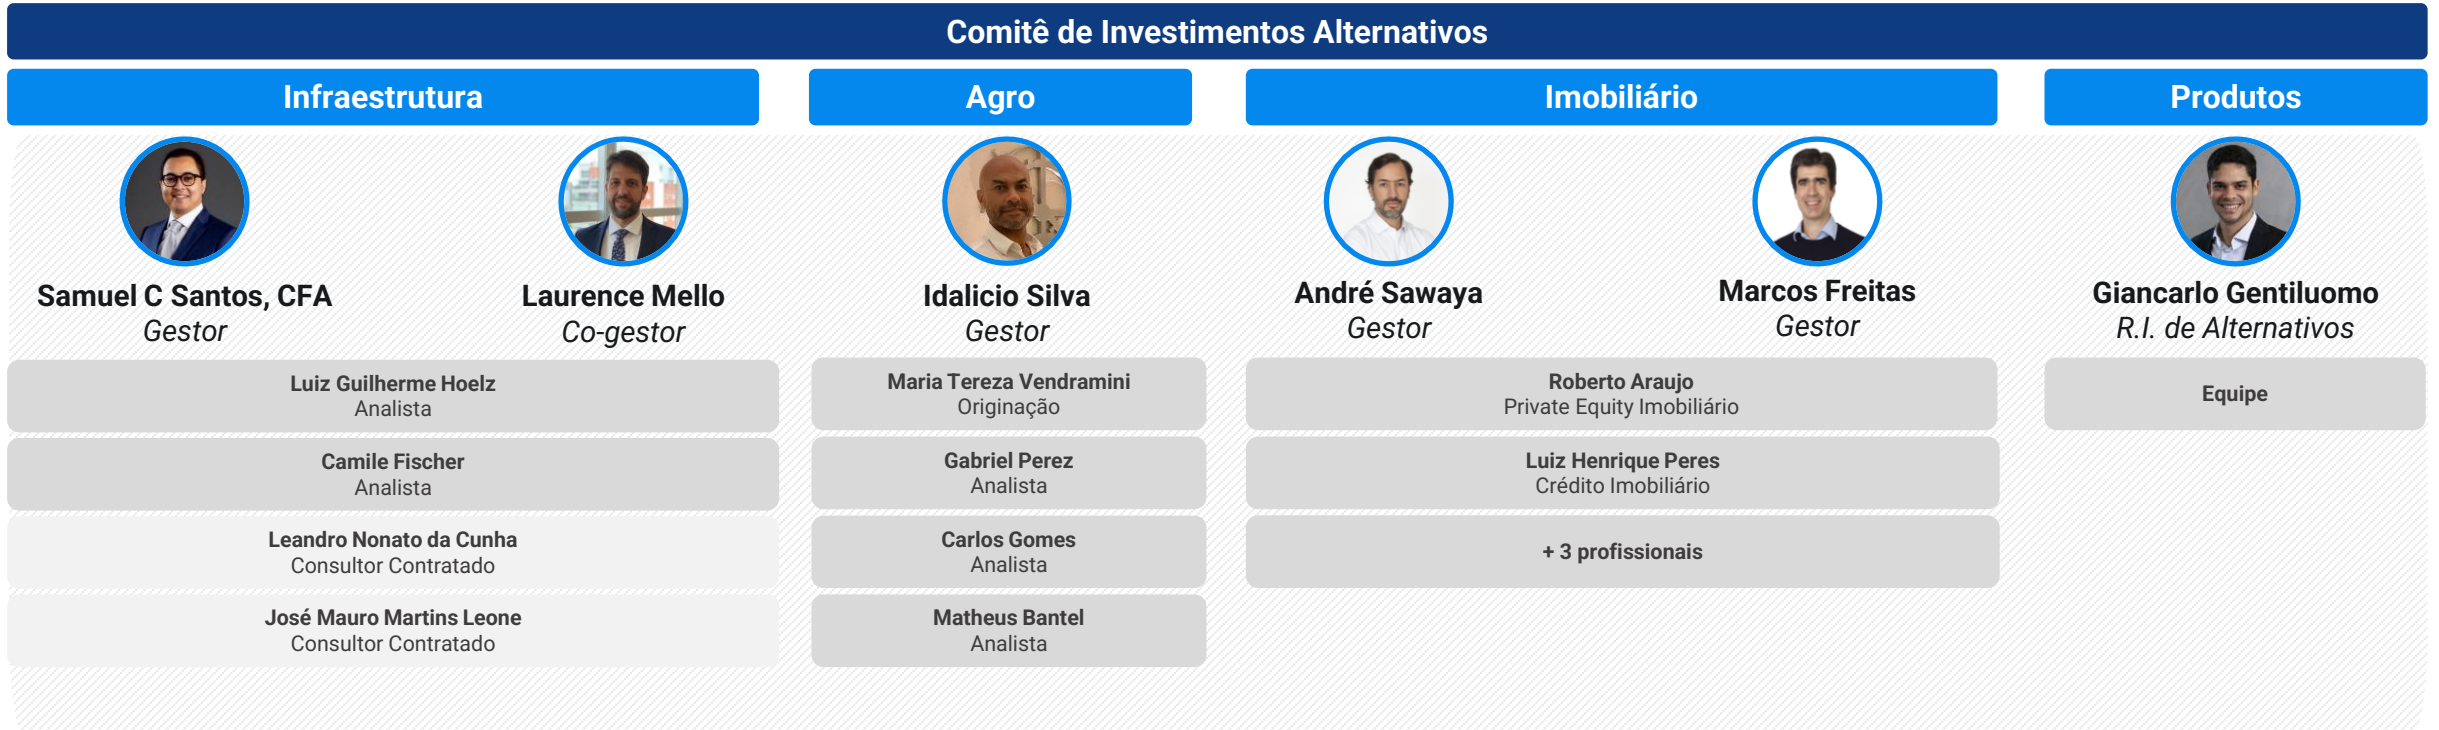 Comitê de Investimentos Alternativos
Infraestrutura
Samuel C Santos, CFA
Gestor
Laurence Mello
Co-gestor
Luiz Guilherme Hoelz
Analista
Camile Fischer
Analista
Leandro Nonato da Cunha
Consultor Contratado
José Mauro Martins Leone
Consultor Contratado
Agro
Idalicio Silva
Gestor
Maria Tereza Vendramini
Originação
Gabriel Perez
Analista
Carlos Gomes
Analista
Matheus Bantel
Analista
Imobiliário
André Sawaya
Gestor
Marcos Freitas
Gestor
Roberto Araujo
Private Equity Imobiliário
Luiz Henrique Peres
Crédito Imobiliário
+ 3 profissionais
Produtos
Giancarlo Gentiluomo
R.I. de Alternativos
Equipe